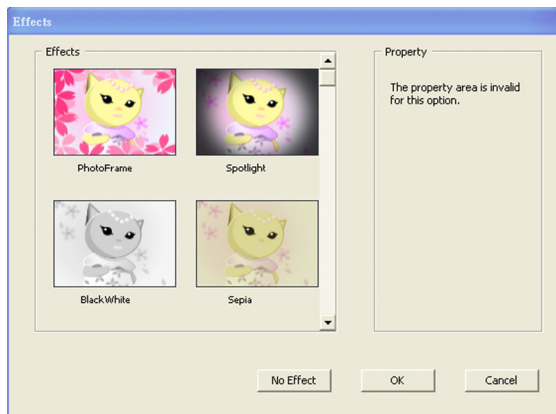 Effects
Effects
Property
The property area is invalid
for this option.
PhotoFrame
Spotlight
BlackWhite
Sepia
No Effect
OK
Cancel